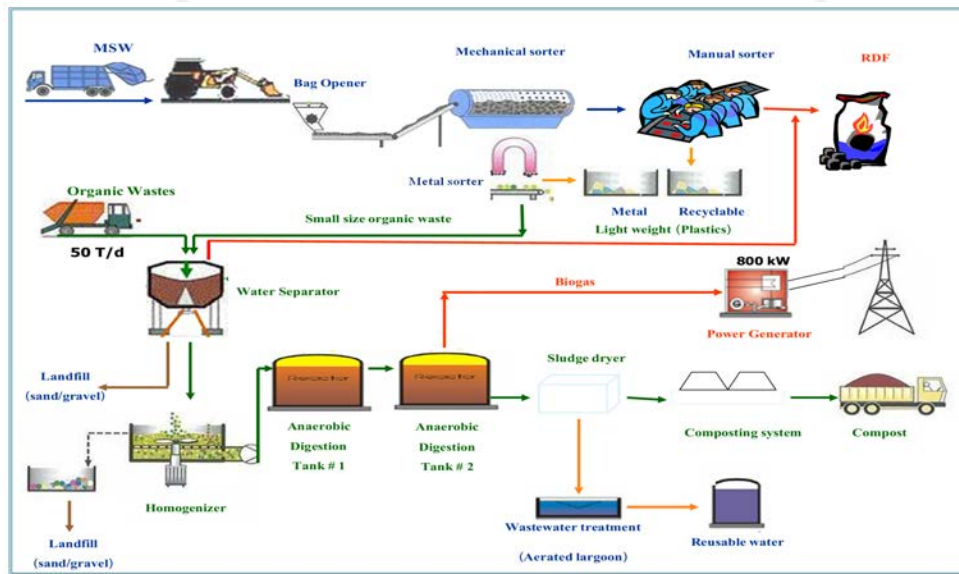 MSW
Bag Opener
Mechanical sorter
Manual sorter
RDF
Metal sorter
Metal
Recyclable
Light weight (Plastics)
Organic Wastes
50 T/d
Small size organic waste
Water Separator
Biogas
800 kW
G
Power Generator
Landfill
(sand/gravel)
Reactor
Reactor
Sludge dryer
Anaerobic
Digestion
Tank # 1
Anaerobic
Digestion
Tank # 2
Composting system
Compost
Homogenizer
Landfill
(sand/gravel)
Wastewater treatment
(Aerated largoon)
Reusable water